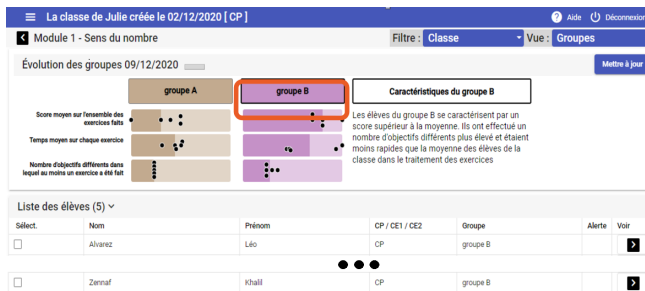 La classe de Julie créée le 02/12/2020 [ CP ]
? Aide
Déconnexion
Module 1 - Sens du nombre
Filtre : Classe
Vue : Groupes
Évolution des groupes 09/12/2020
Mettre à jour
groupe A
groupe B
Caractéristiques du groupe B
Score moyen sur l'ensemble des
exercices faits
Temps moyen sur chaque exercice
Nombre d'objectifs différents dans
lequel au moins un exercice a été fait
Les élèves du groupe B se caractérisent par un
score supérieur à la moyenne. Ils ont effectué un
nombre d'objectifs différents plus élevé et étaient
moins rapides que la moyenne des élèves de la
classe dans le traitement des exercices
Liste des élèves (5)
Sélect. Nom Prénom CP / CE1 / CE2 Groupe Alerte Voir
Alvarez Léo CP groupe B
Zennaf Khalil CP groupe B